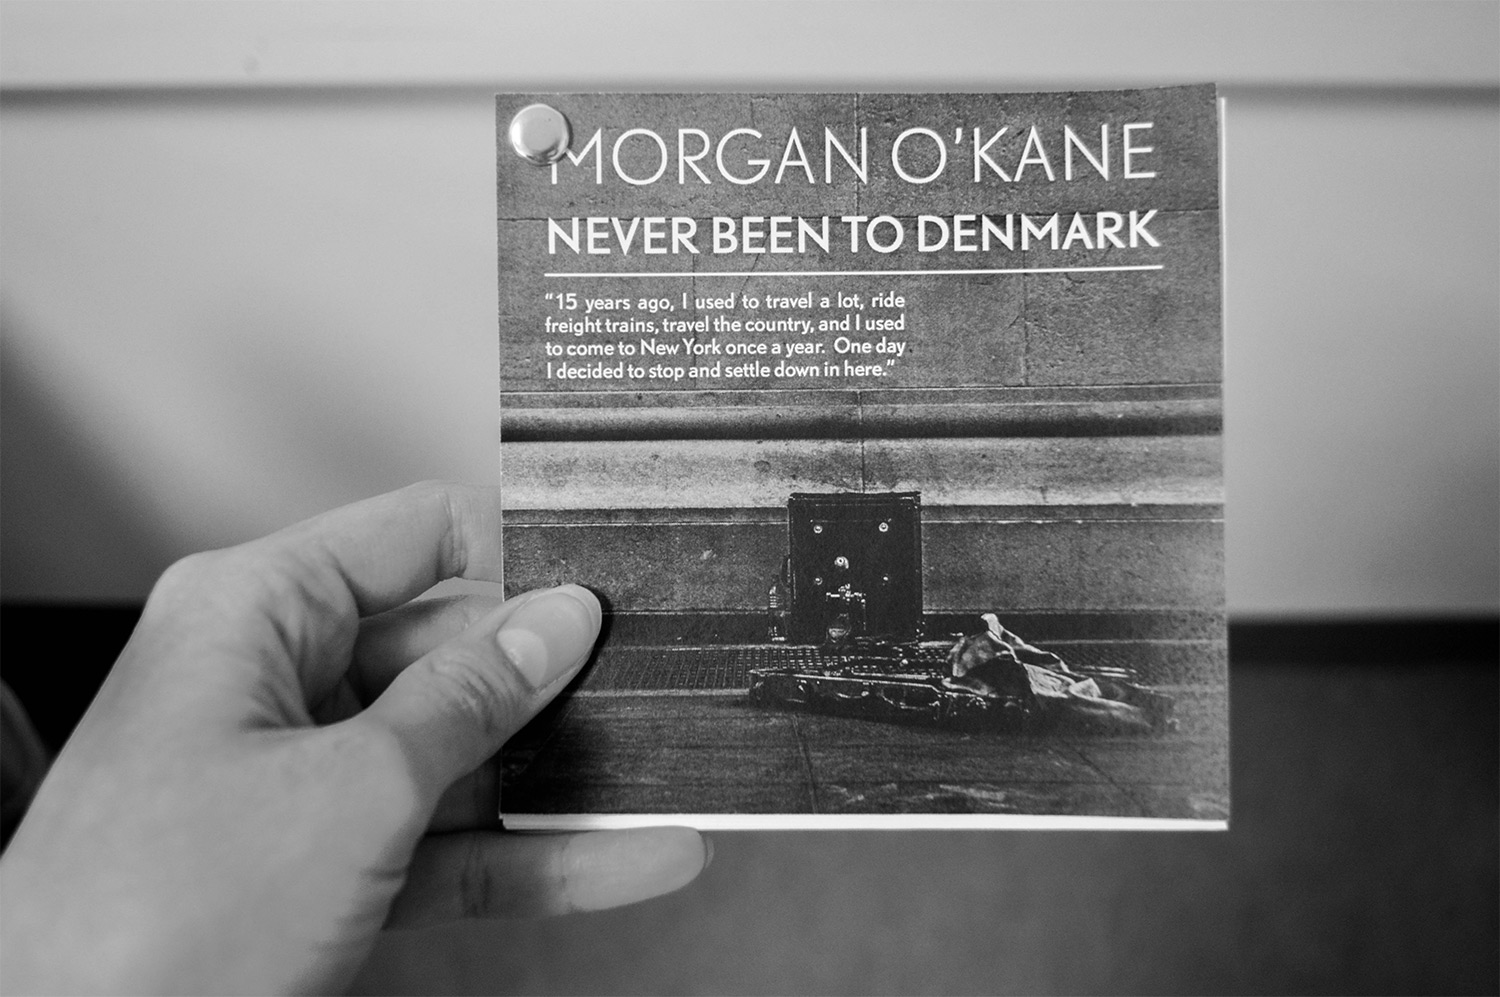 MORGAN O'KANE
NEVER BEEN TO DENMARK
“15 years ago, I used to travel a lot, ride
freight trains, travel the country, and I used
to come to New York once a year. One day
I decided to stop and settle down in here.”